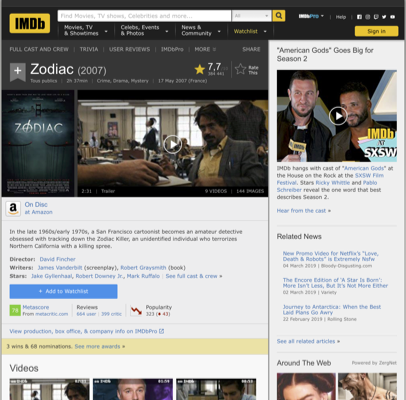 IMDb
Find Movies, TV shows, Celebrities and more...
All
IMDbPro
Help
Movies, TV & Showtimes
Celebs, Events & Photos
News & Community
Watchlist
Sign in
FULL CAST AND CREW | TRIVIA | USER REVIEWS | IMDbPro | MORE
SHARE
Zodiac (2007)
Tous publics | 2h 37min | Crime, Drama, Mystery | 17 May 2007 (France)
7,7
Rate This
ZODIAC
2:31 | Trailer
9 VIDEOS | 144 IMAGES
On Disc
at Amazon
In the late 1960s/early 1970s, a San Francisco cartoonist becomes an amateur detective
obsessed with tracking down the Zodiac Killer, an unidentified individual who terrorizes
Northern California with a killing spree.
Director: David Fincher
Writers: James Vanderbilt (screenplay), Robert Graysmith (book)
Stars: Jake Gyllenhaal, Robert Downey Jr., Mark Ruffalo | See full cast & crew »
+ Add to Watchlist
Metascore
From metacritic.com
Reviews
664 user | 399 critic
Popularity
View production, box office, & company info on IMDbPro
3 wins & 68 nominations. See more awards »
Videos
"American Gods" Goes Big for
Season 2
IMDb
at
SXSW
IMDb hangs with cast of "American Gods" at
the House on the Rock at the SXSW Film
Festival. Stars Ricky Whittle and Pablo
Schreiber reveal the one word that best
describes Season 2.
Hear from the cast »
Related News
New Promo Video for Netflix's "Love,
Death & Robots" is Extremely Nsfw
04 March 2019 | Bloody-Disgusting.com
The Encore Edition of 'A Star Is Born':
More Isn't Less, But It's Not More Either
02 March 2019 | Variety
Journey to Antarctica: When the Best
Laid Plans Go Awry
22 February 2019 | Rolling Stone
See all related articles »
Around The Web
Powered by ZergNet